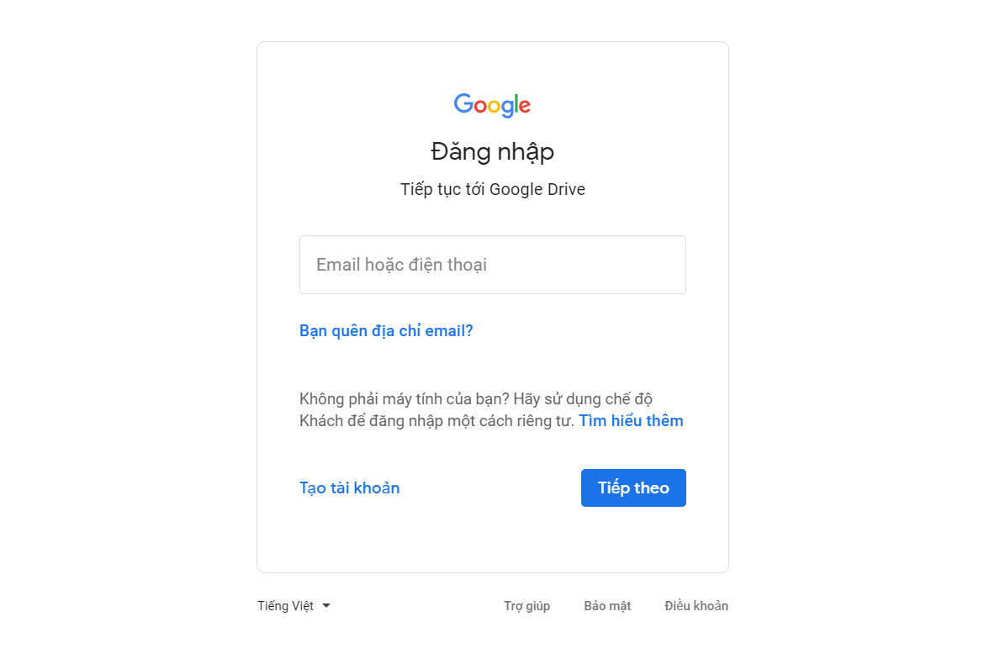 Google
Đăng nhập
Tiếp tục tới Google Drive
Email hoặc điện thoại
Bạn quên địa chỉ email?
Không phải máy tính của bạn? Hãy sử dụng chế độ
Khách để đăng nhập một cách riêng tư. Tìm hiểu thêm
Tạo tài khoản
Tiếp theo
Tiếng Việt
Trợ giúp
Bảo mật
Điều khoản